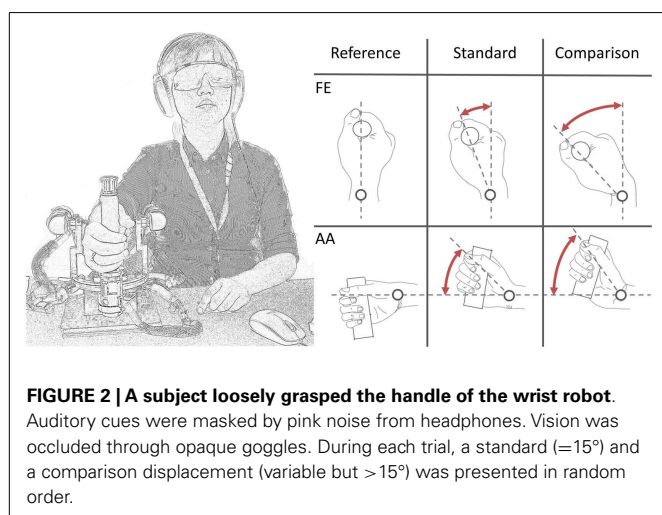 Reference Standard Comparison
FE
AA
FIGURE 2 | A subject loosely grasped the handle of the wrist robot.
Auditory cues were masked by pink noise from headphones. Vision was
occluded through opaque goggles. During each trial, a standard (=15°) and
a comparison displacement (variable but >15°) was presented in random
order.